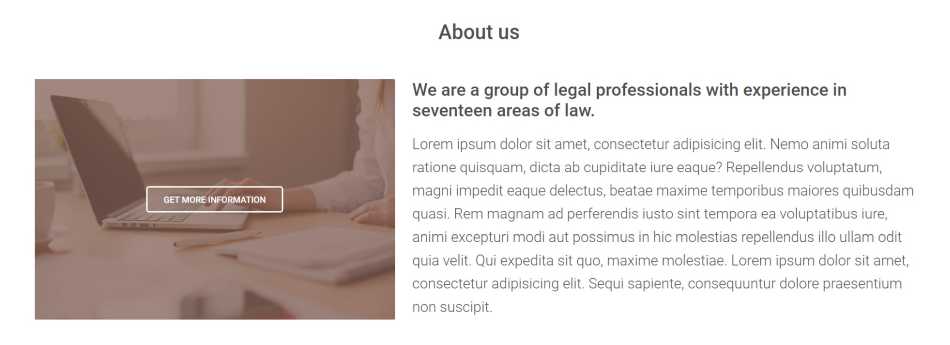 About us
We are a group of legal professionals with experience in
seventeen areas of law.
GET MORE INFORMATION
Lorem ipsum dolor sit amet, consectetur adipisicing elit. Nemo animi soluta
ratione quisquam, dicta ab cupiditate iure eaque? Repellendus voluptatum,
magni impedit eaque delectus, beatae maxime temporibus maiores quibusdam
quasi. Rem magnam ad perferendis iusto sint tempora ea voluptatibus iure,
animi excepturi modi aut possimus in hic molestias repellendus illo ullam odit
quia velit. Qui expedita sit quo, maxime molestiae. Lorem ipsum dolor sit amet,
consectetur adipisicing elit. Sequi sapiente, consequuntur dolore praesentium
non suscipit.